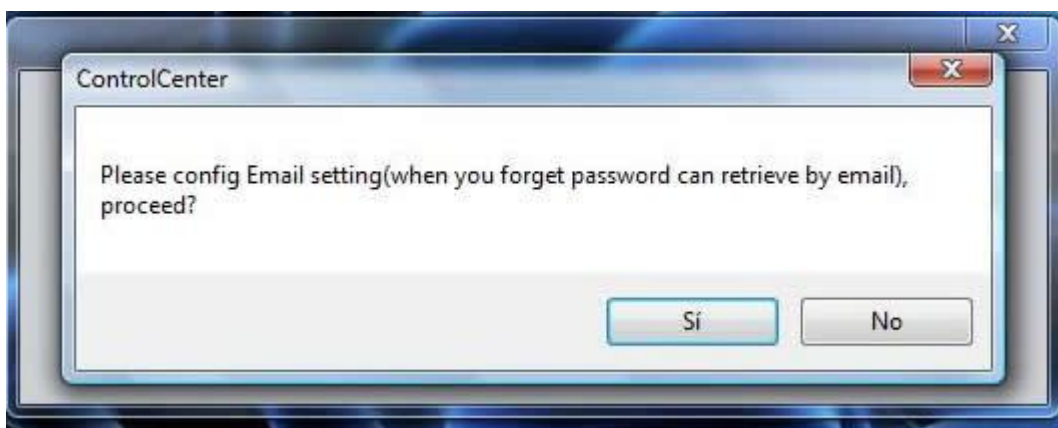 ControlCenter
Please config Email setting(when you forget password can retrieve by email),
proceed?
Sí
No